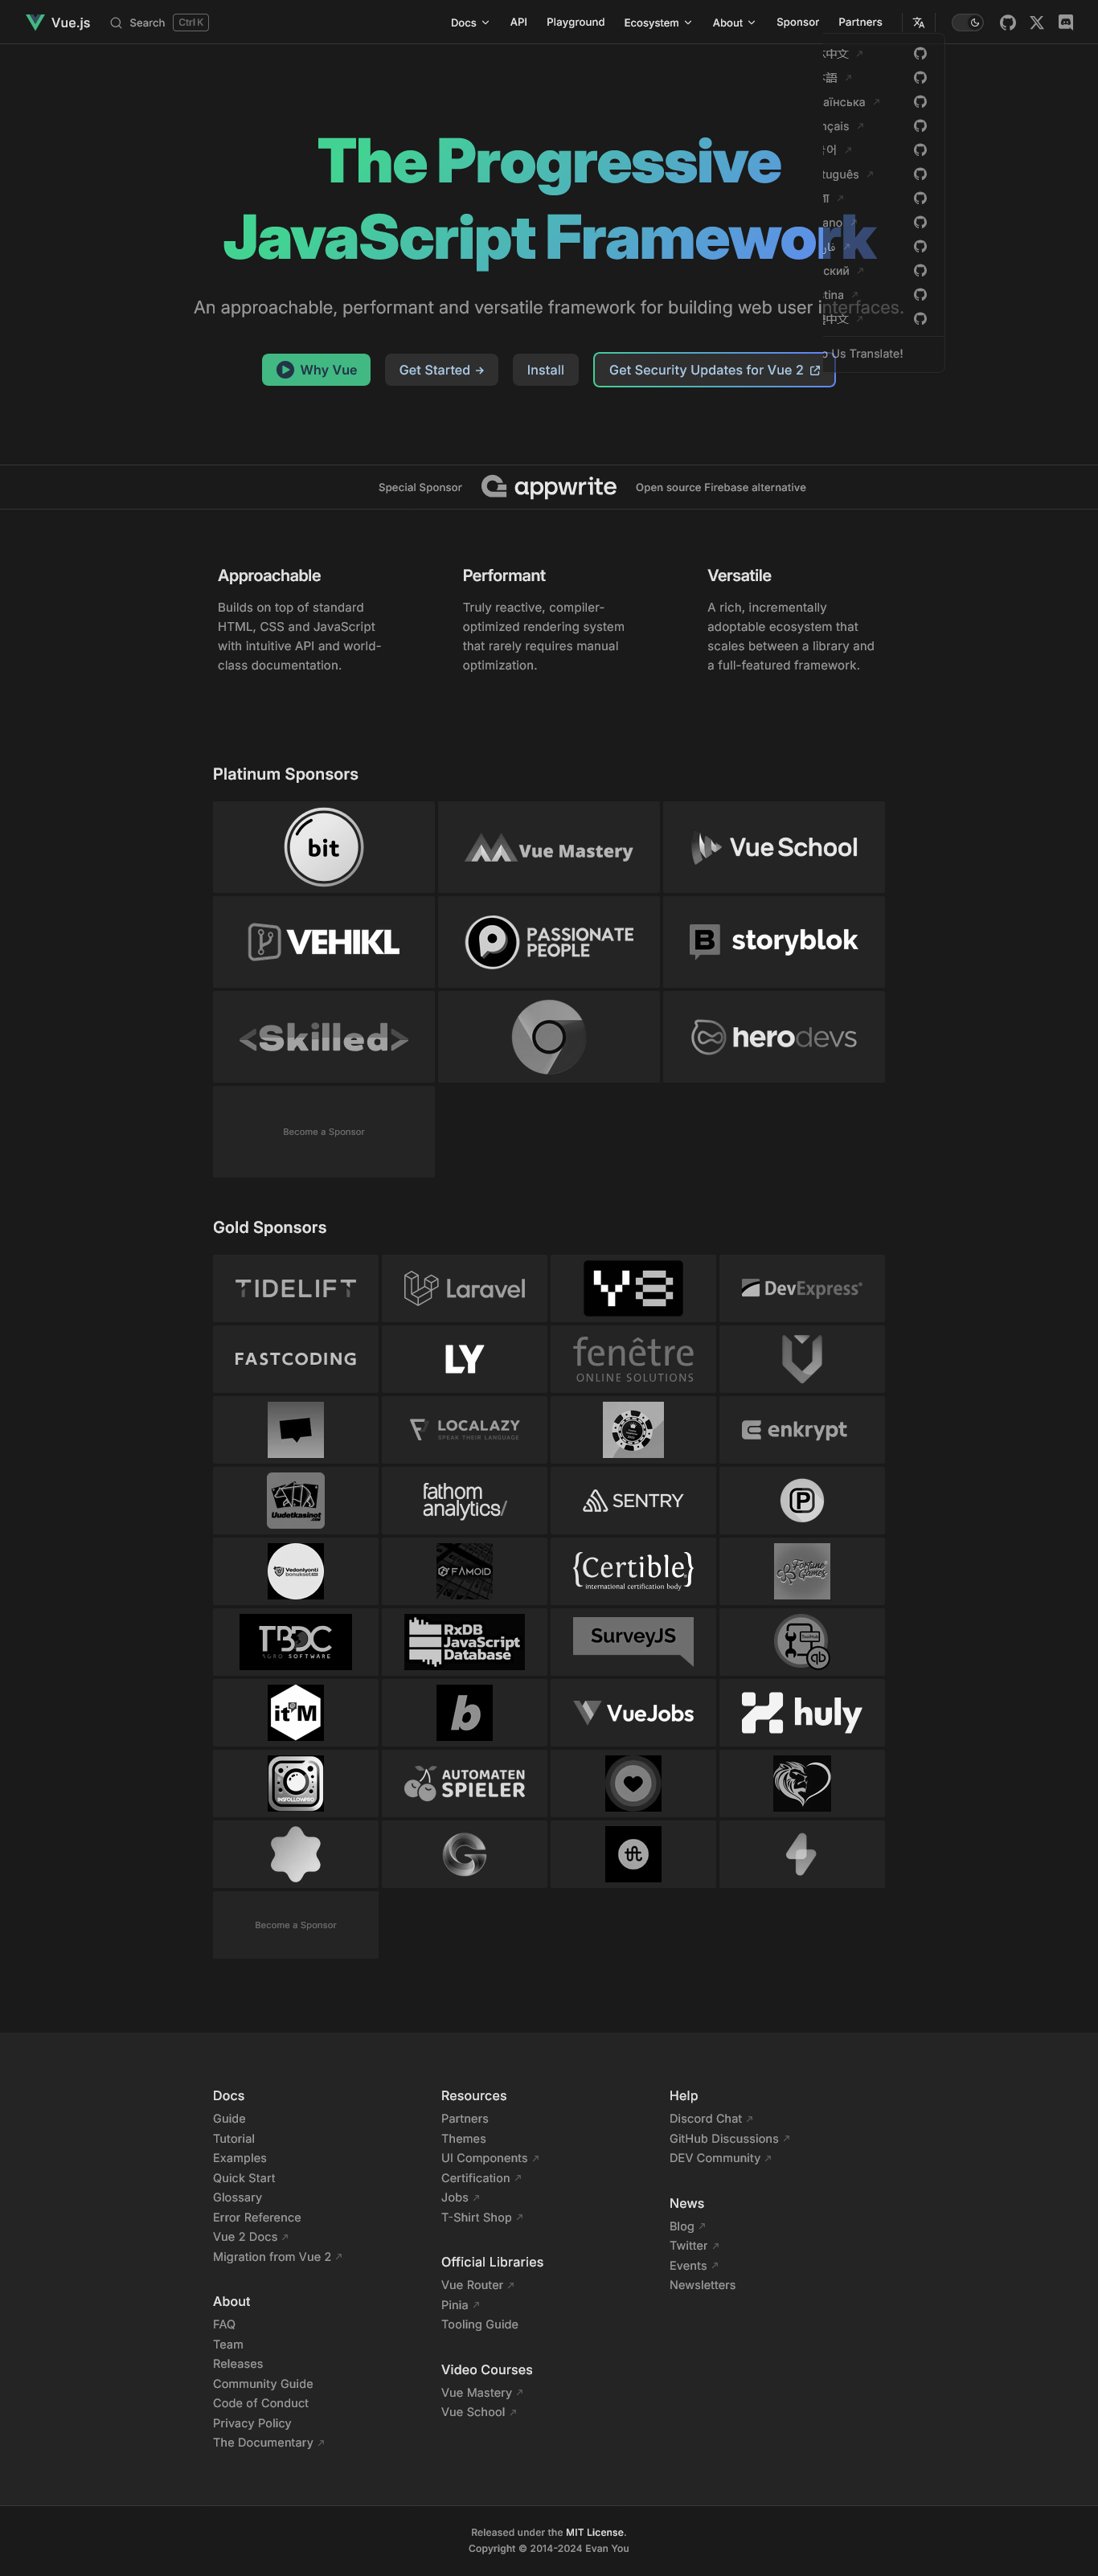 Vue.js
Search
Ctrl K
Docs
API
Playground
Ecosystem
About
Sponsor
Partners
中文
語
аїнська
nçais
어
tuguês
ano
ский
tina
中文
Us Translate!
The Progressive
JavaScript Framework
An approachable, performant and versatile framework for building web user interfaces.
Why Vue
Get Started
Install
Get Security Updates for Vue 2
Special Sponsor
appwrite
Open source Firebase alternative
Approachable
Builds on top of standard
HTML, CSS and JavaScript
with intuitive API and world-
class documentation.
Performant
Truly reactive, compiler-
optimized rendering system
that rarely requires manual
optimization.
Versatile
A rich, incrementally
adoptable ecosystem that
scales between a library and
a full-featured framework.
Platinum Sponsors
bit
Vue Mastery
Vue School
VEHIKL
PASSIONATE
PEOPLE
B storyblok
<Skilled>
herodevs
Become a Sponsor
Gold Sponsors
TIDELIFT
Laravel
DevExpress
FASTCODING
LY
fenêtre
ONLINE SOLUTIONS
LOCALAZY
SPEAK THEIR LANGUAGE
enkrypt
Uudetkasinot
.com
fathom
analytics/
SENTRY
P
Vedonlyonti
bonukset
FAMOID
{Certible}
international certification body
Fortune
Games
TBDC
SGRO SOFTWARE
RxDB
JavaScript
Database
SurveyJS
qb
it M
b
VueJobs
huly
INSFOLLOWPRO
AUTOMATEN
SPIELER
Become a Sponsor
Docs
Guide
Tutorial
Examples
Quick Start
Glossary
Error Reference
Vue 2 Docs
Migration from Vue 2
About
FAQ
Team
Releases
Community Guide
Code of Conduct
Privacy Policy
The Documentary
Resources
Partners
Themes
UI Components
Certification
Jobs
T-Shirt Shop
Official Libraries
Vue Router
Pinia
Tooling Guide
Video Courses
Vue Mastery
Vue School
Help
Discord Chat
GitHub Discussions
DEV Community
News
Blog
Twitter
Events
Newsletters
Released under the MIT License.
Copyright © 2014-2024 Evan You